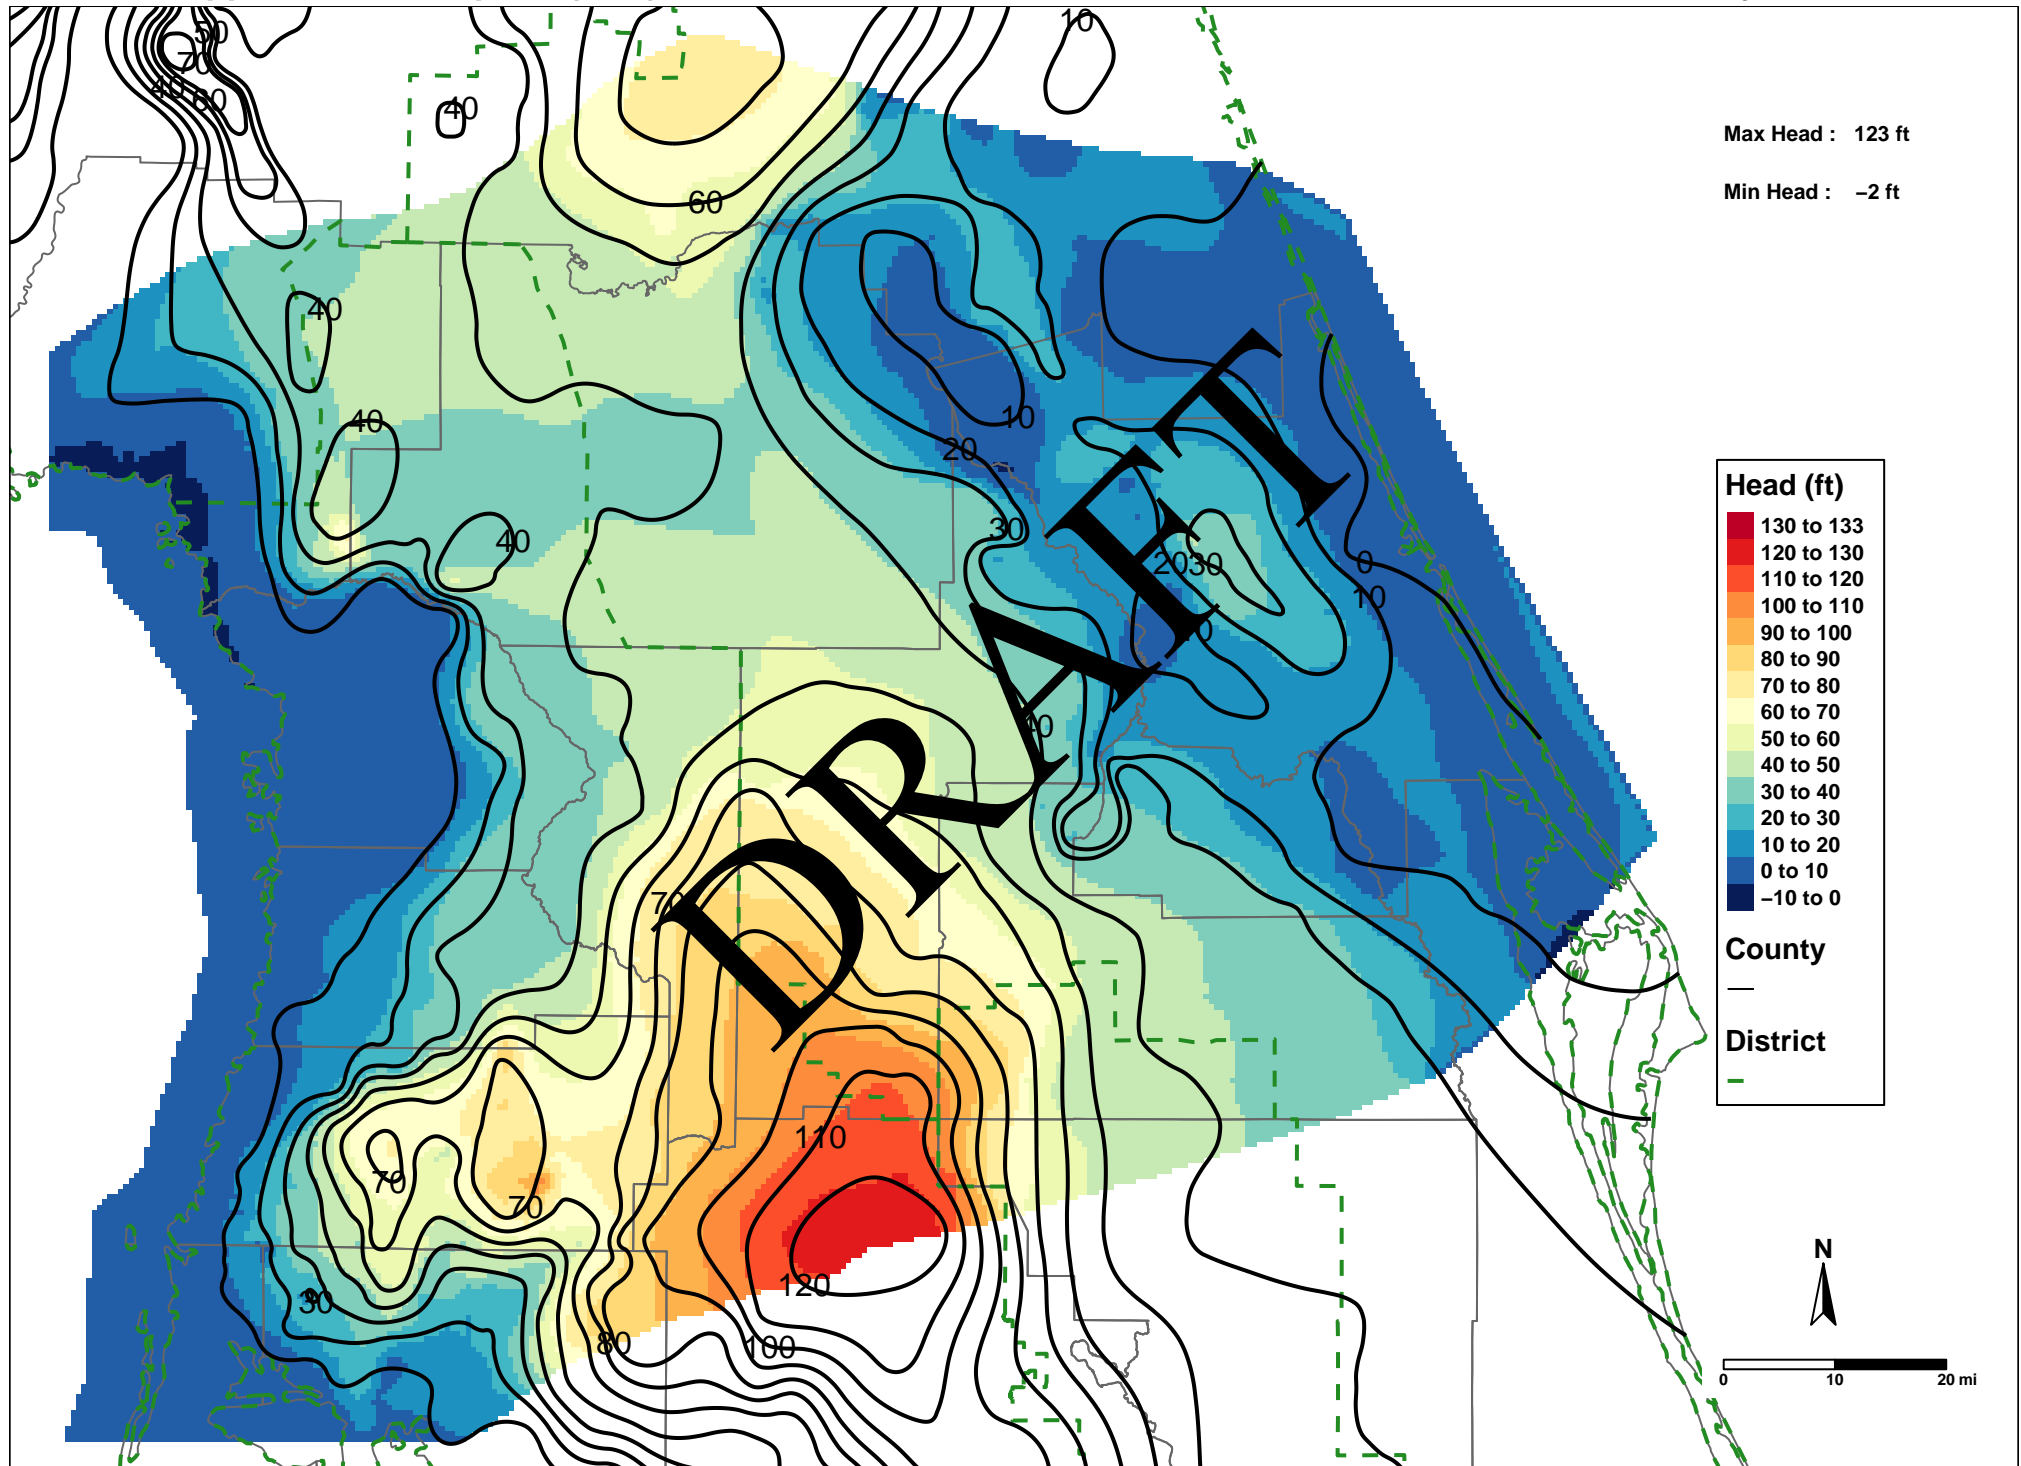 50
70
40
60
10
40
60
Max Head : 123 ft
Min Head : –2 ft
40
40
10
20
40
30
0
20
30
10
40
70
110
70
70
120
30
80
100
DRAFT
Head (ft)
130 to 133
120 to 130
110 to 120
100 to 110
90 to 100
80 to 90
70 to 80
60 to 70
50 to 60
40 to 50
30 to 40
20 to 30
10 to 20
0 to 10
–10 to 0
County
District
N
0 10 20 mi